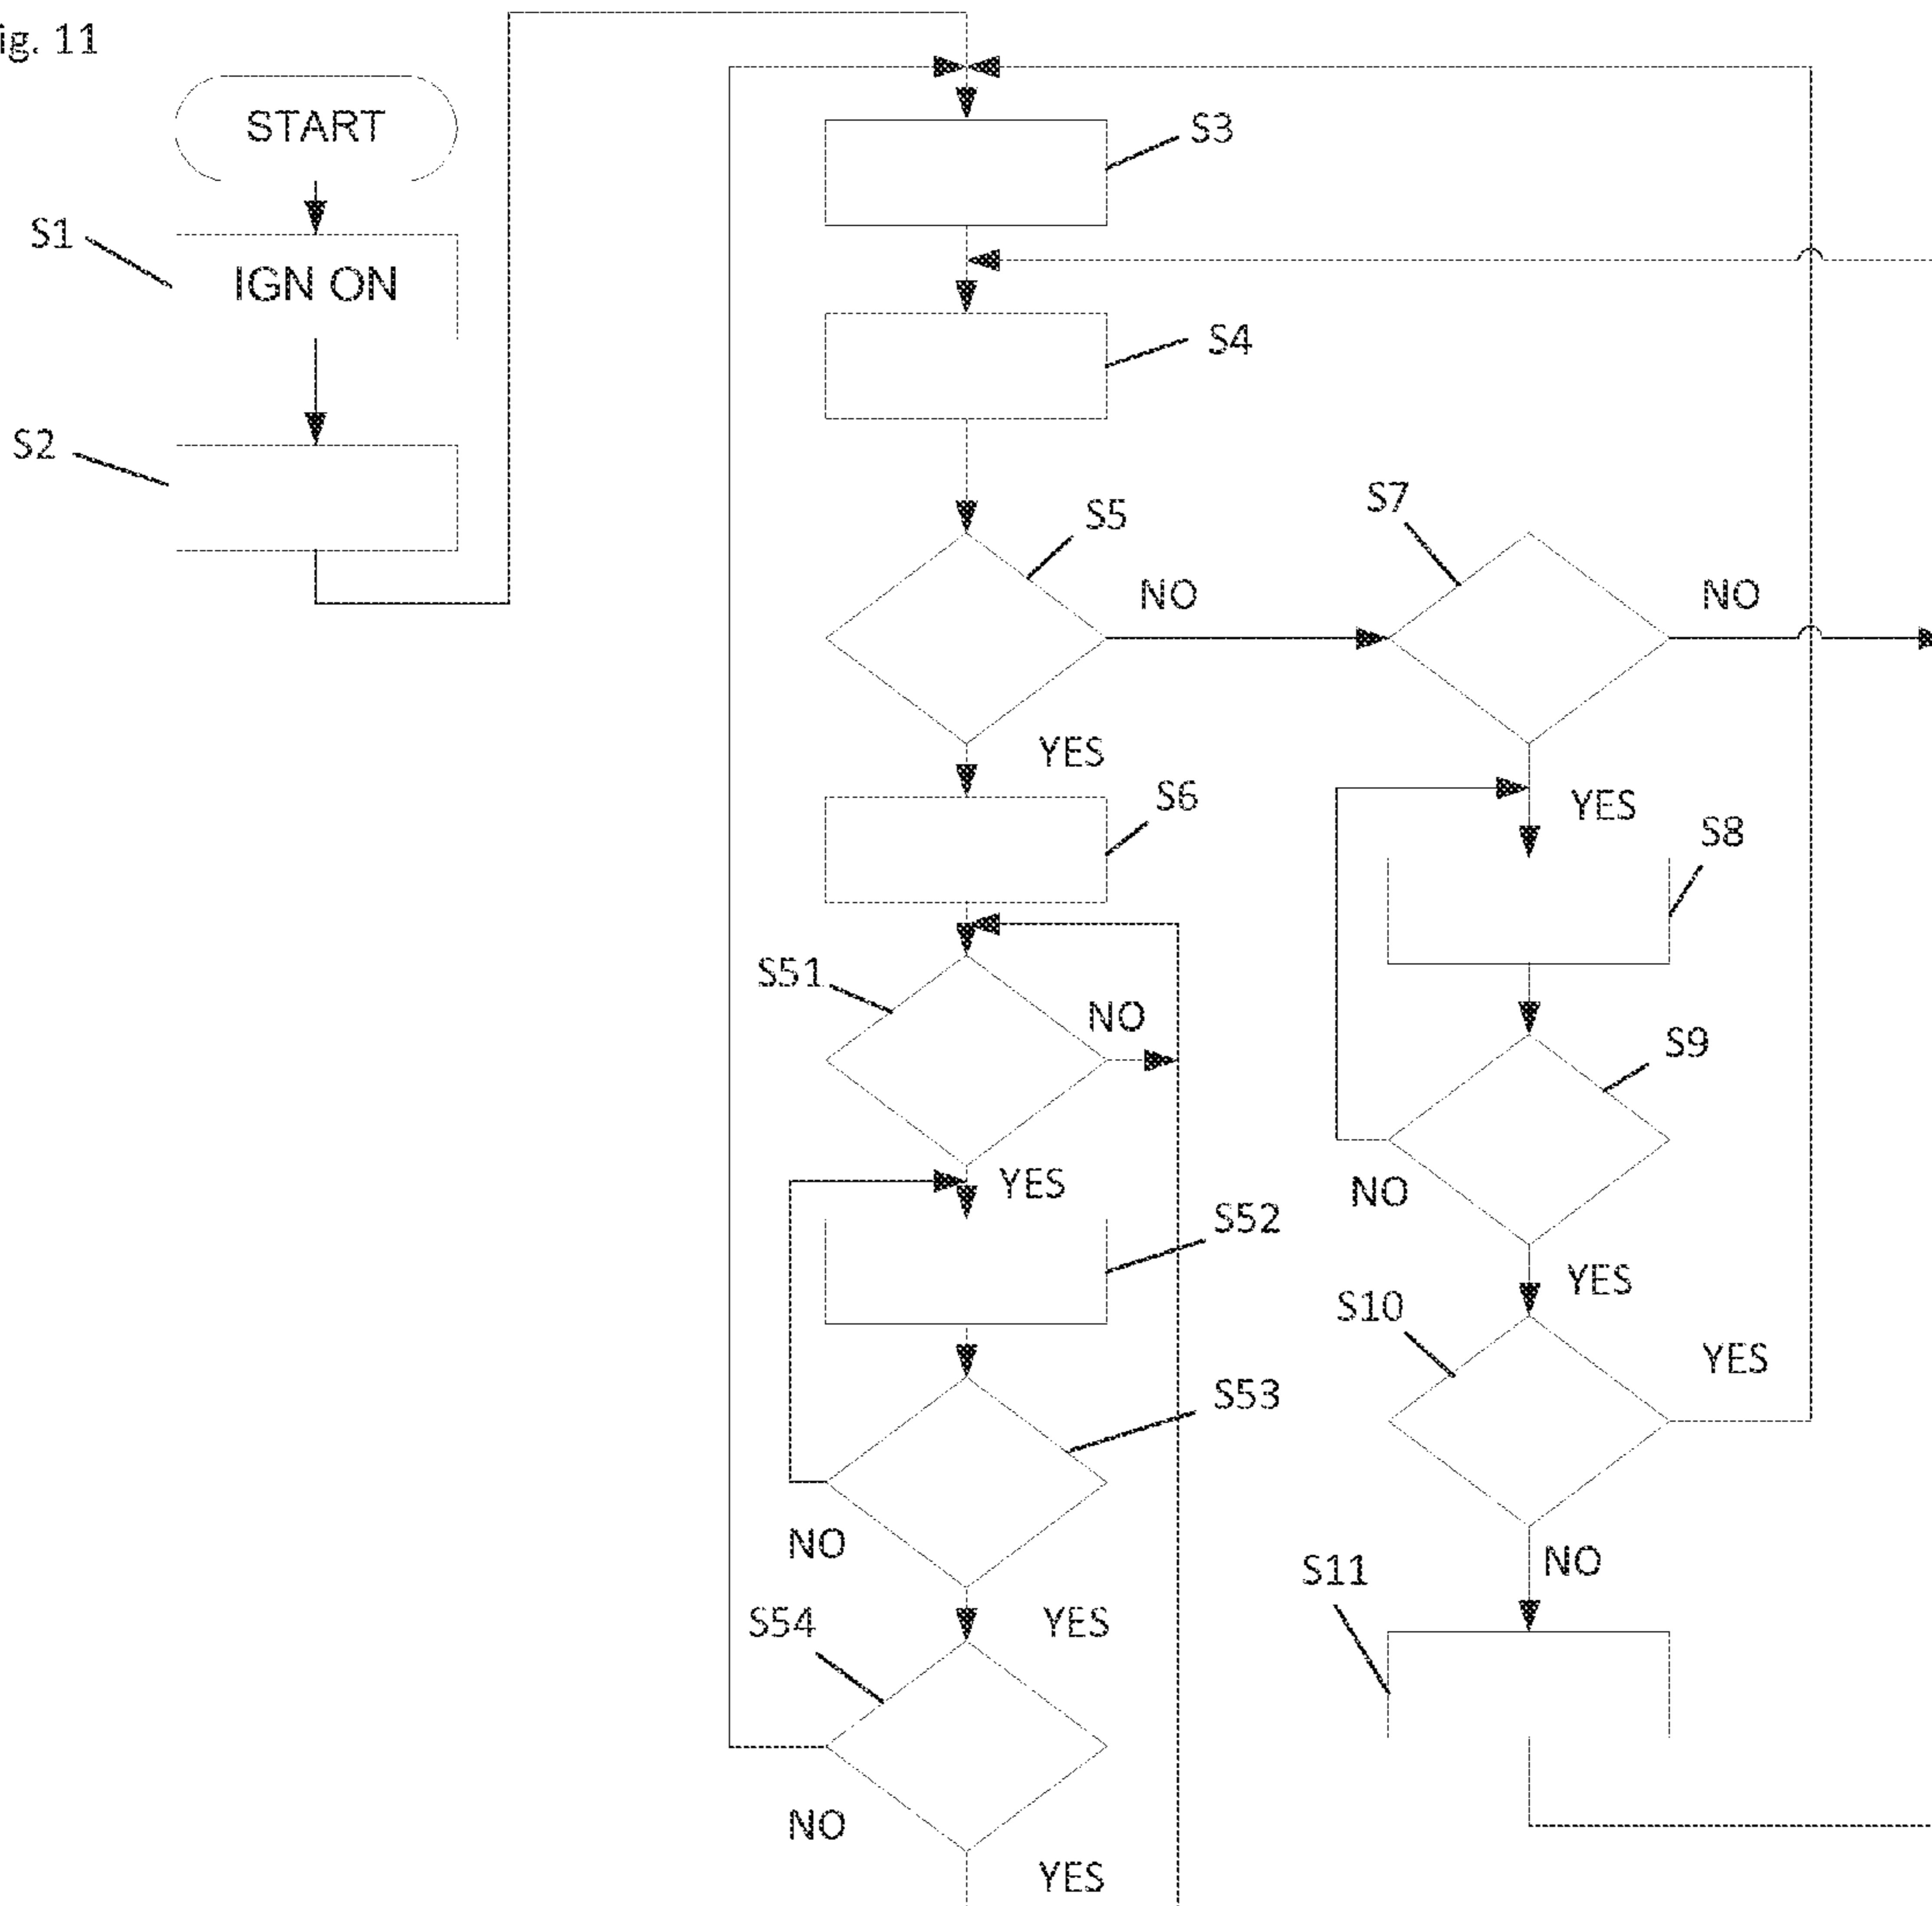 ig. 11
START
S1
IGN ON
S2
S3
S4
S5
NO
S7
NO
YES
S6
YES
S8
S51
NO
S9
YES
NO
S52
YES
S10
YES
S53
NO
NO
S11
S54
YES
NO
YES